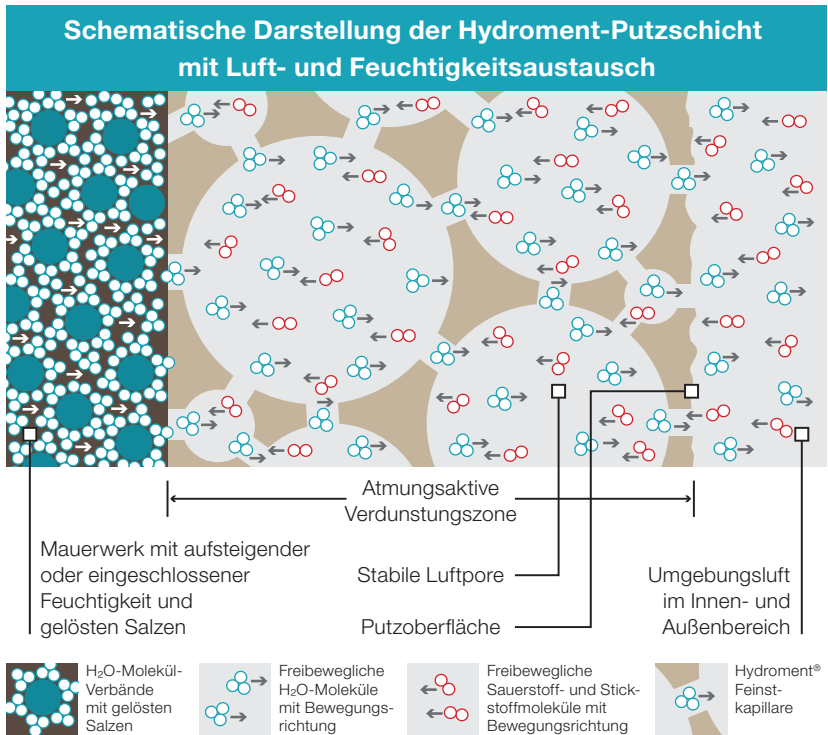 Schematische Darstellung der Hydroment-Putzschicht
mit Luft- und Feuchtigkeitsaustausch
Atmungsaktive
Verdunstungszone
Mauerwerk mit aufsteigender
oder eingeschlossener
Feuchtigkeit und
gelösten Salzen
Stabile Luftpore
Putzoberfläche
Umgebungsluft
im Innen- und
Außenbereich
H₂O-Molekül-
Verbände
mit gelösten
Salzen
Freibewegliche
H₂O-Moleküle
mit Bewegungs-
richtung
Freibewegliche
Sauerstoff- und Stick-
stoffmoleküle mit
Bewegungsrichtung
Hydroment®
Feinst-
kapillare